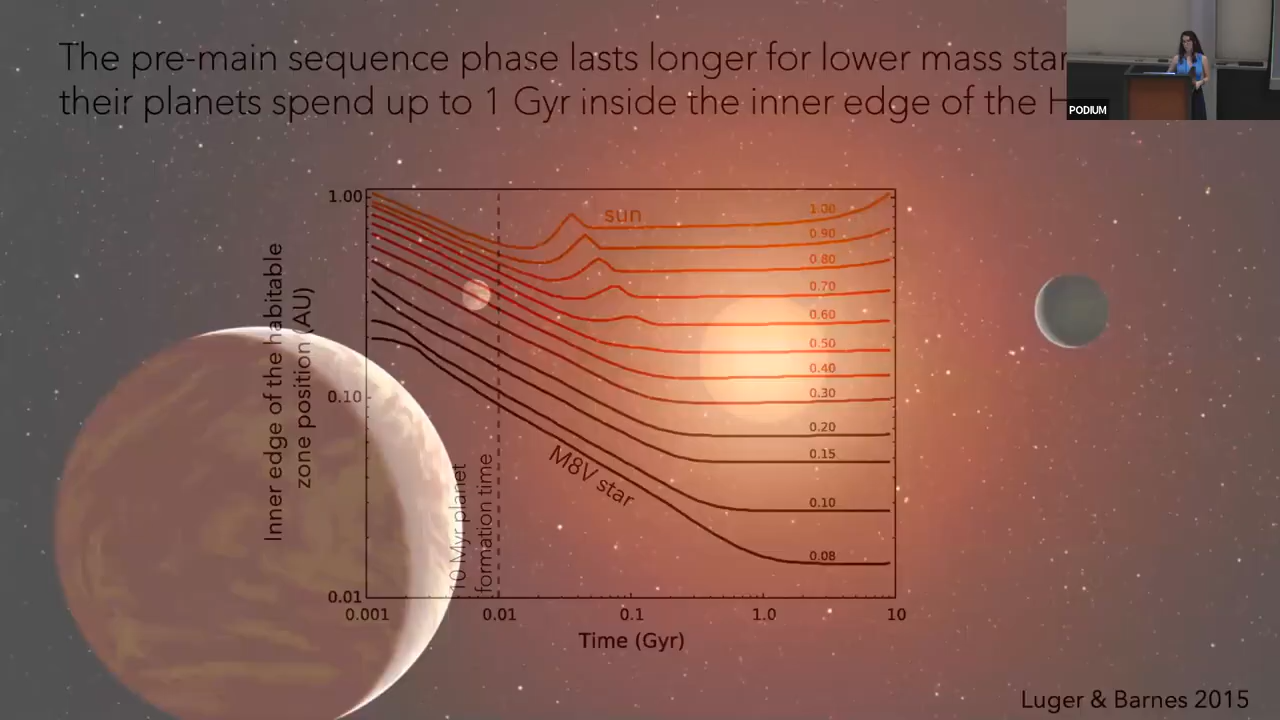 The pre-main sequence phase lasts longer for lower mass
their planets spend up to 1 Gyr inside the inner edge of the
PODIUM
Inner edge of the habitable
zone position (AU)
1.00
0.10
0.01
sun
1.00
0.90
0.80
0.70
0.60
0.50
0.40
0.30
0.20
0.15
0.10
0.08
M8V star
10 Myr planet
formation time
0.001
0.01
0.1
1.0
10
Time (Gyr)
Luger & Barnes 2015